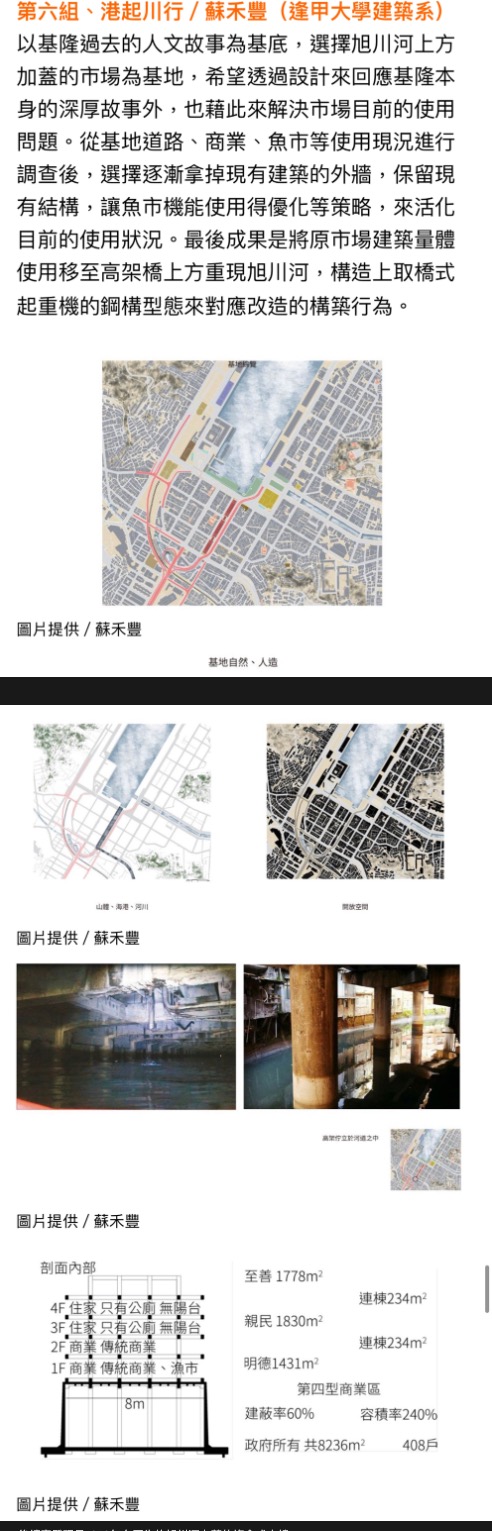 第六組、港起川行 / 蘇禾豐（逢甲大學建築系）
以基隆過去的人文故事為基底，選擇旭川河上方
加蓋的市場為基地，希望透過設計來回應基隆本
身的深厚故事外，也藉此來解決市場目前的使用
問題。從基地道路、商業、魚市等使用現況進行
調查後，選擇逐漸拿掉現有建築的外牆，保留現
有結構，讓魚市機能使用得優化等策略，來活化
目前的使用狀況。最後成果是將原市場建築量體
使用移至高架橋上方重現旭川河，構造上取橋式
起重機的鋼構型態來對應改造的構築行為。
圖片提供 / 蘇禾豐
基地自然、人造
山體、海港、河川
開放空間
圖片提供 / 蘇禾豐
高架佇立於河道之中
圖片提供 / 蘇禾豐
剖面內部
4F 住家 只有公廁 無陽台
3F 住家 只有公廁 無陽台
2F 商業 傳統商業
1F 商業 傳統商業、漁市
8m
至善 1778m²
連棟234m²
親民 1830m²
連棟234m²
明德1431m²
第四型商業區
建蔽率60% 容積率240%
政府所有 共8236m² 408戶
圖片提供 / 蘇禾豐